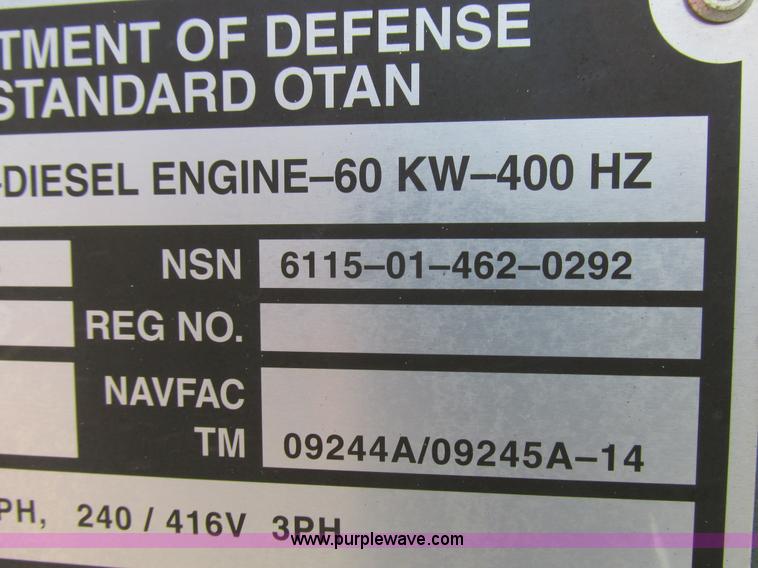 TMENT OF DEFENSE
STANDARD OTAN
DIESEL ENGINE–60 KW–400 HZ
NSN 6115–01–462–0292
REG NO.
NAVFAC
TM 09244A/09245A–14
PH, 240 / 416V 3PH
www.purplewave.com